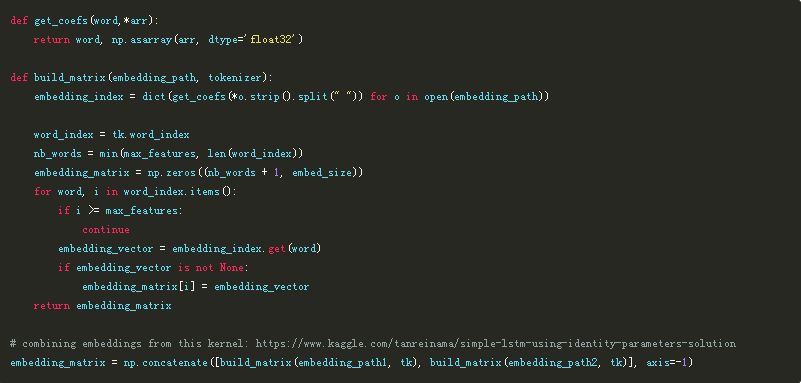 def get_coefs(word,*arr):
    return word, np.asarray(arr, dtype='float32')
def build_matrix(embedding_path, tokenizer):
    embedding_index = dict(get_coefs(*o.strip().split(" ")) for o in open(embedding_path))
    word_index = tk.word_index
    nb_words = min(max_features, len(word_index))
    embedding_matrix = np.zeros((nb_words + 1, embed_size))
    for word, i in word_index.items():
        if i >= max_features:
            continue
        embedding_vector = embedding_index.get(word)
        if embedding_vector is not None:
            embedding_matrix[i] = embedding_vector
    return embedding_matrix
# combining embeddings from this kernel: https://www.kaggle.com/tanreinama/simple-lstm-using-identity-parameters-solution
embedding_matrix = np.concatenate([build_matrix(embedding_path1, tk), build_matrix(embedding_path2, tk)], axis=-1)